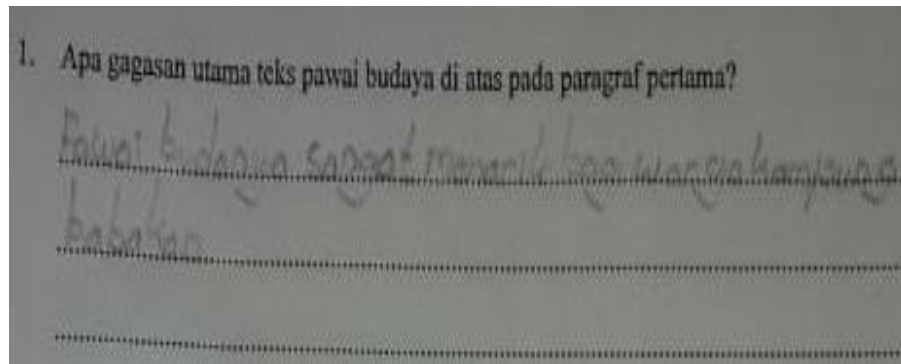 1. Apa gagasan utama teks pawai budaya di atas pada paragraf pertama?
Pawai budaya sangat menarik bagi warga kampung
babakan